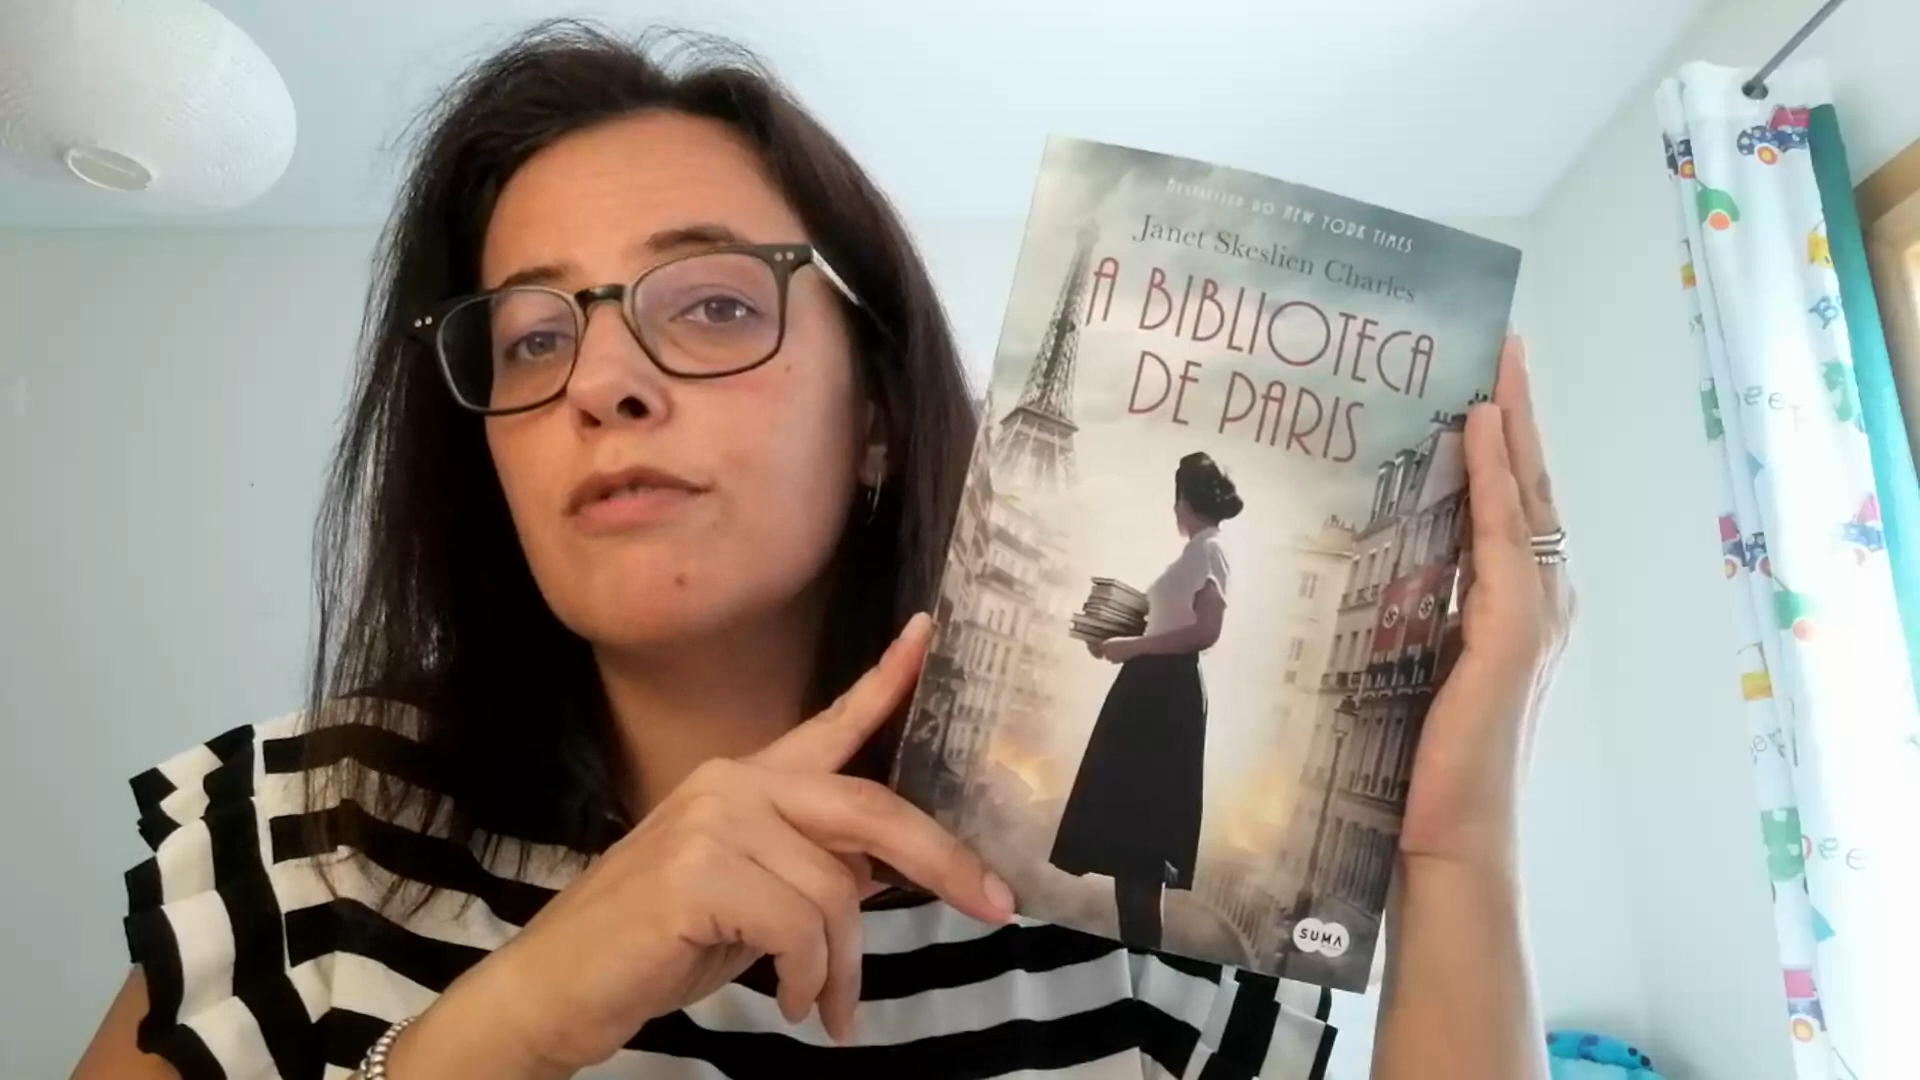 BESTSELLER DO NEW YORK TIMES
Janet Skeslien Charles
A BIBLIOTECA
DE PARIS
SUMA